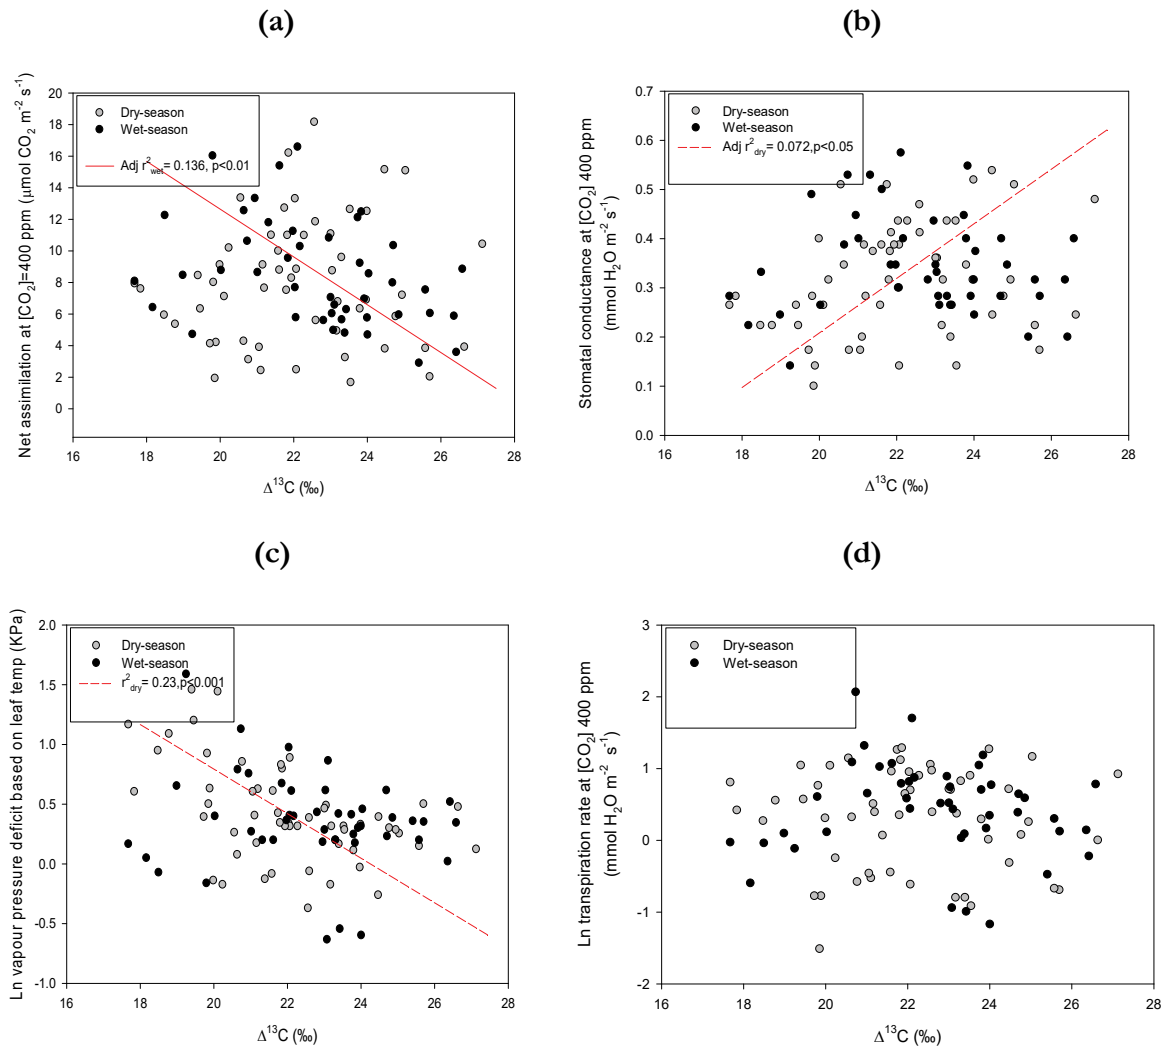 (a)
(b)
Net assimilation at [CO2]=400 ppm (μmol CO2 m-2 s-1)
20
18
16
14
12
10
8
6
4
2
0
Dry-season
Wet-season
Adj r2wet= 0.136, p<0.01
16 18 20 22 24 26 28
Δ13C (‰)
Stomatal conductance at [CO2] 400 ppm
(mmol H2O m-2 s-1)
0.7
0.6
0.5
0.4
0.3
0.2
0.1
0.0
Dry-season
Wet-season
Adj r2dry= 0.072,p<0.05
16 18 20 22 24 26 28
Δ13C (‰)
(c)
(d)
Ln vapour pressure deficit based on leaf temp (KPa)
2.0
1.5
1.0
0.5
0.0
-0.5
-1.0
Dry-season
Wet-season
r2dry= 0.23,p<0.001
16 18 20 22 24 26 28
Δ13C (‰)
Ln transpiration rate at [CO2] 400 ppm
(mmol H2O m-2 s-1)
3
2
1
0
-1
-2
Dry-season
Wet-season
16 18 20 22 24 26 28
Δ13C (‰)